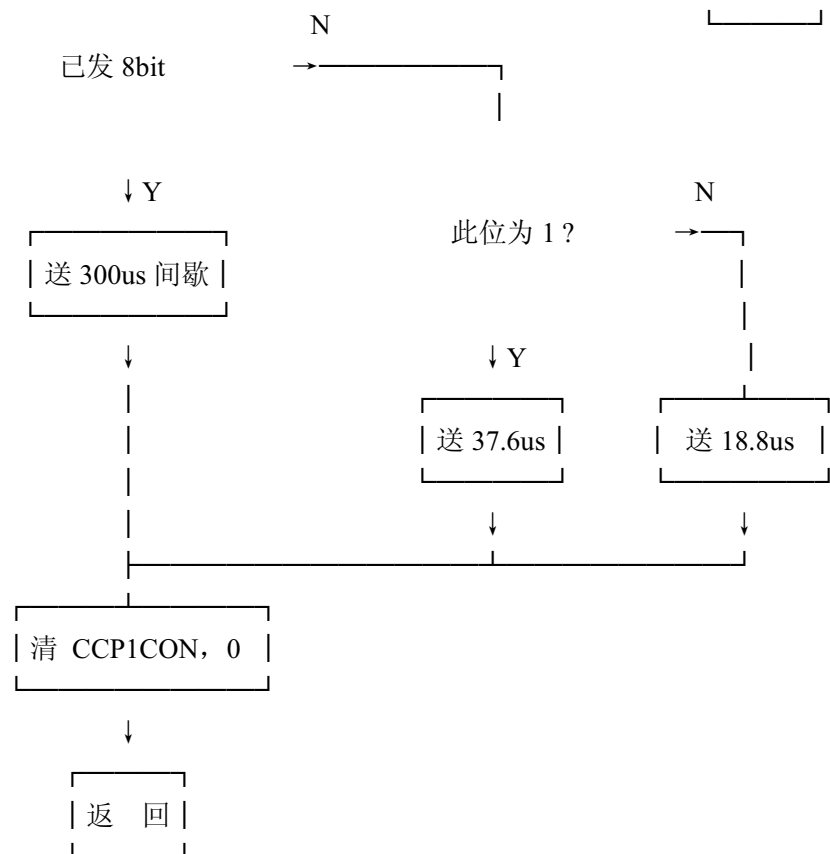 N
已发 8bit
Y
N
此位为 1？
送 300us 间歇
Y
送 37.6us
送 18.8us
清 CCP1CON，0
返 回